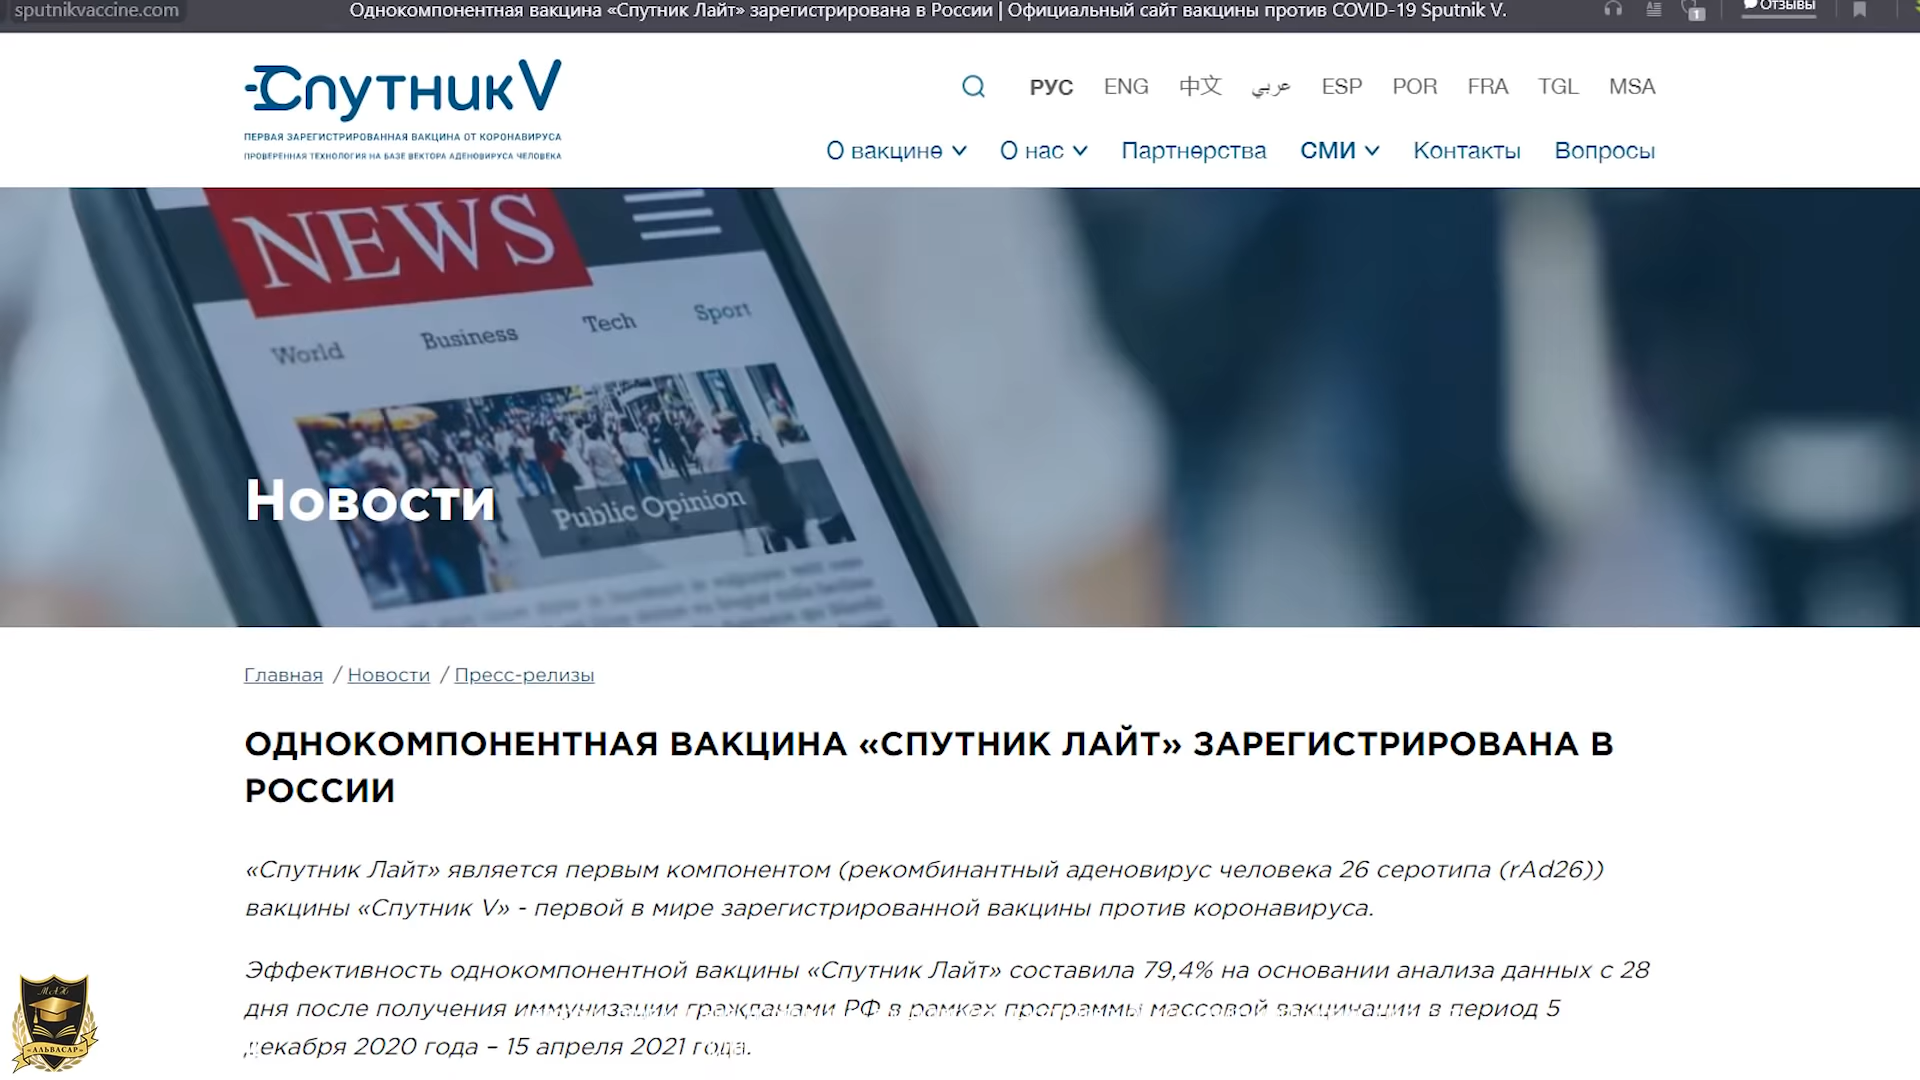 sputnikvaccine.com
Однокомпонентная вакцина «Спутник Лайт» зарегистрирована в России | Официальный сайт вакцины против COVID-19 Sputnik V.
1
Отзывы
Спутник V
ПЕРВАЯ ЗАРЕГИСТРИРОВАННАЯ ВАКЦИНА ОТ КОРОНАВИРУСА
ПРОВЕРЕННАЯ ТЕХНОЛОГИЯ НА БАЗЕ ВЕКТОРА АДЕНОВИРУСА ЧЕЛОВЕКА
РУС ENG 中文 عربي ESP POR FRA TGL MSA
О вакцине О нас Партнерства СМИ Контакты Вопросы
NEWS
World Business Tech Sport
Public Opinion
Новости
Главная / Новости / Пресс-релизы
ОДНОКОМПОНЕНТНАЯ ВАКЦИНА «СПУТНИК ЛАЙТ» ЗАРЕГИСТРИРОВАНА В
РОССИИ
«Спутник Лайт» является первым компонентом (рекомбинантный аденовирус человека 26 серотипа (rAd26))
вакцины «Спутник V» - первой в мире зарегистрированной вакцины против коронавируса.
Эффективность однокомпонентной вакцины «Спутник Лайт» составила 79,4% на основании анализа данных с 28
дня после получения иммунизации гражданами РФ в рамках программы массовой вакцинации в период 5
декабря 2020 года – 15 апреля 2021 года.
МАХ
«АЛЬВАСАР»